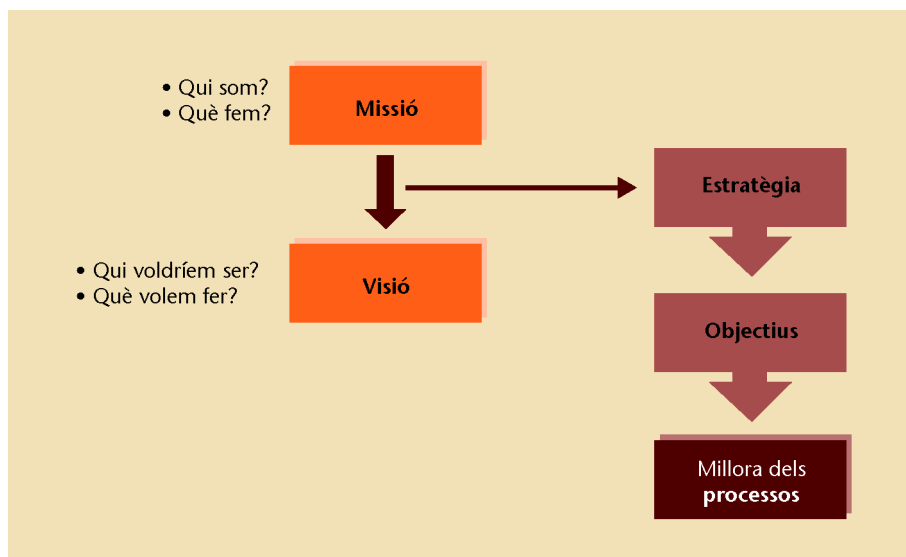 • Qui som?
• Què fem?
Missió
Estratègia
• Qui voldríem ser?
• Què volem fer?
Visió
Objectius
Millora dels
processos